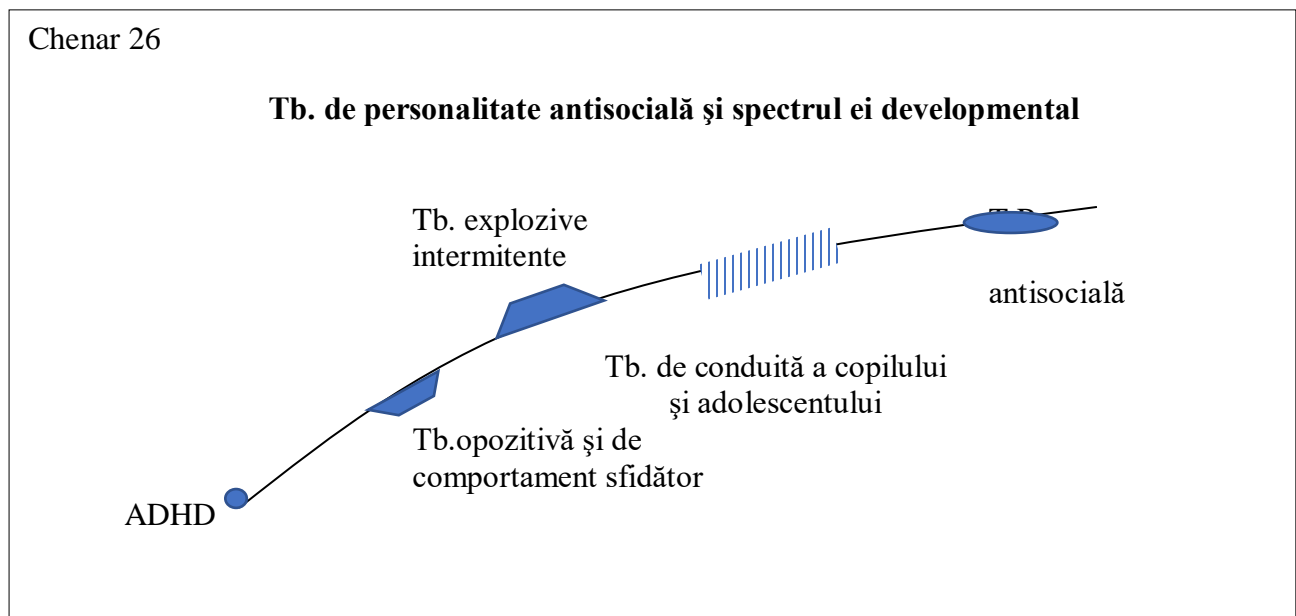 Chenar 26
Tb. de personalitate antisocială şi spectrul ei developmental
Tb. explozive
intermitente
antisocială
Tb. de conduită a copilului
şi adolescentului
Tb.opozitivă şi de
comportament sfidător
ADHD